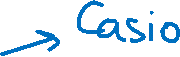 → Casio